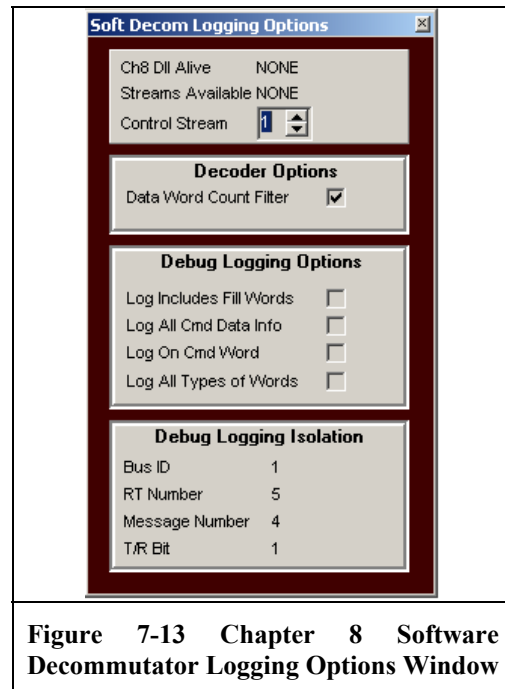 Soft Decom Logging Options
Ch8 Dll Alive NONE
Streams Available NONE
Control Stream 1
Decoder Options
Data Word Count Filter
Debug Logging Options
Log Includes Fill Words
Log All Cmd Data Info
Log On Cmd Word
Log All Types of Words
Debug Logging Isolation
Bus ID 1
RT Number 5
Message Number 4
T/R Bit 1
Figure 7-13 Chapter 8 Software
Decommutator Logging Options Window